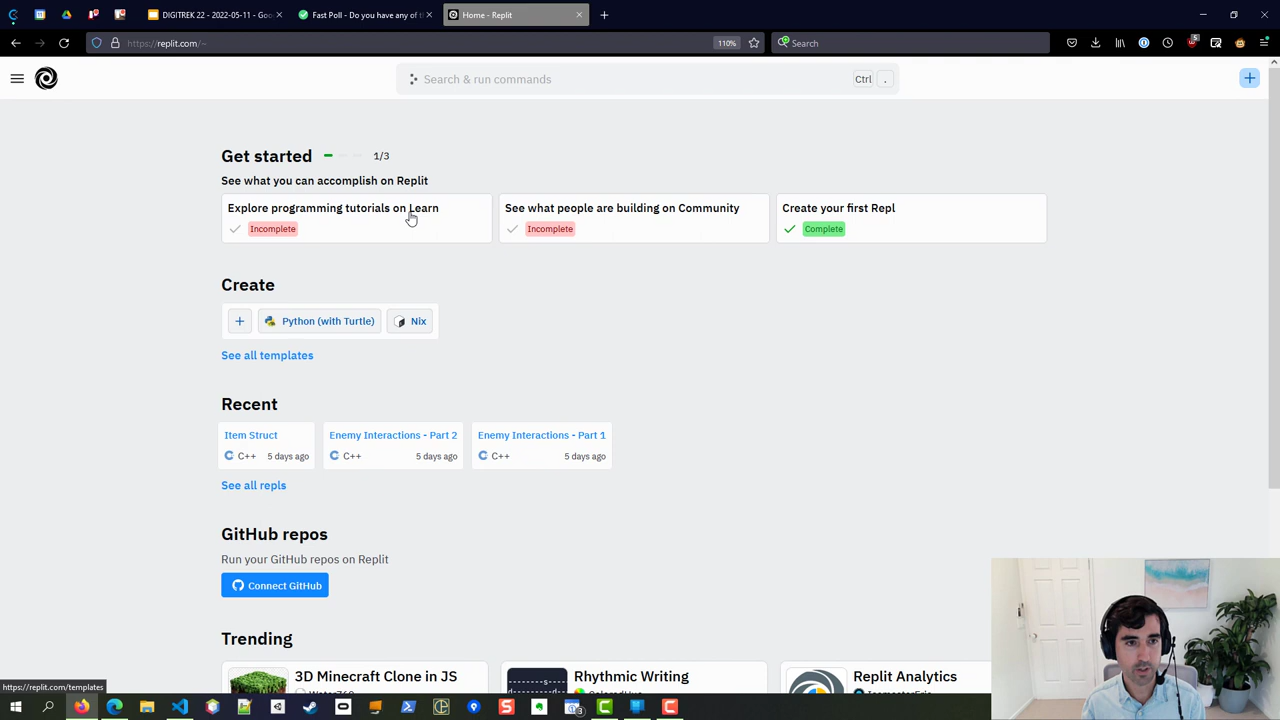 DIGITREK 22 - 2022-05-11 - Goo
Fast Poll - Do you have any of th
Home - Replit
https://replit.com/~
110%
Search
5
Search & run commands
Ctrl
.
Get started
1/3
See what you can accomplish on Replit
Explore programming tutorials on Learn
Incomplete
See what people are building on Community
Incomplete
Create your first Repl
Complete
Create
Python (with Turtle)
Nix
See all templates
Recent
Item Struct
C++
5 days ago
Enemy Interactions - Part 2
C++
5 days ago
Enemy Interactions - Part 1
C++
5 days ago
See all repls
GitHub repos
Run your GitHub repos on Replit
Connect GitHub
Trending
3D Minecraft Clone in JS
Rhythmic Writing
Replit Analytics
https://replit.com/templates
3